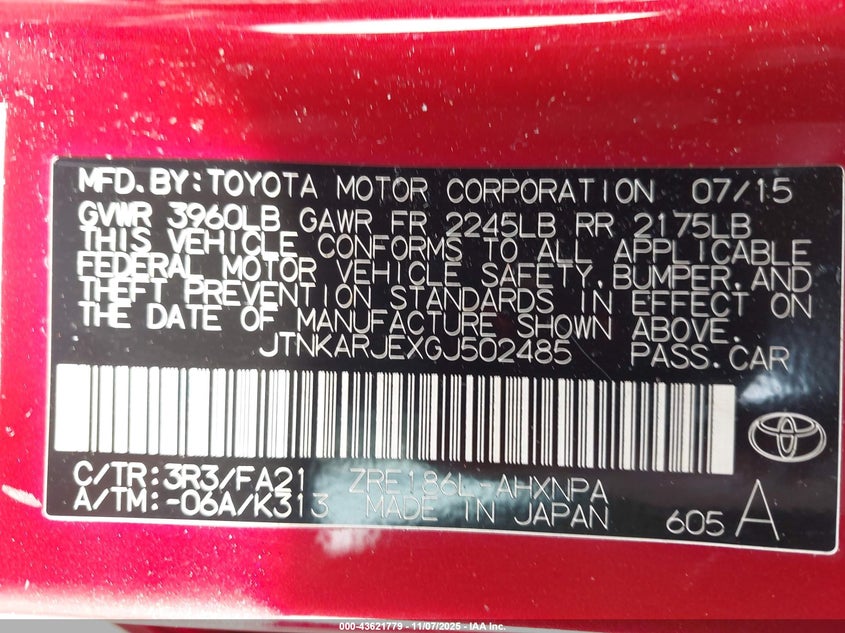 MFD.BY:TOYOTA MOTOR CORPORATION 07/15
GVWR 3960LB GAWR FR 2245LB RR 2175LB
THIS VEHICLE CONFORMS TO ALL APPLICABLE
FEDERAL MOTOR VEHICLE SAFETY,BUMPER,AND
THEFT PREVENTION STANDARDS IN EFFECT ON
THE DATE OF MANUFACTURE SHOWN ABOVE.
JTNKARJEXGJ502485 PASS.CAR
C/TR:3R3/FA21 ZRE186L-AHXNPA
A/TM:-06A/K313 MADE IN JAPAN 605 A
000-43621779 - 11/07/2025 - IAA Inc.